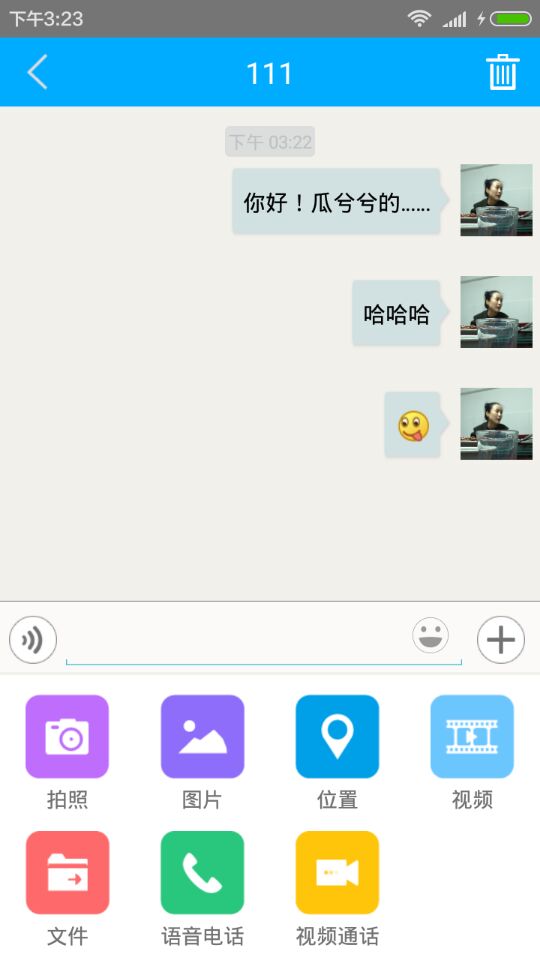 下午3:23
111
下午 03:22
你好！瓜兮兮的......
哈哈哈
拍照
图片
位置
视频
文件
语音电话
视频通话